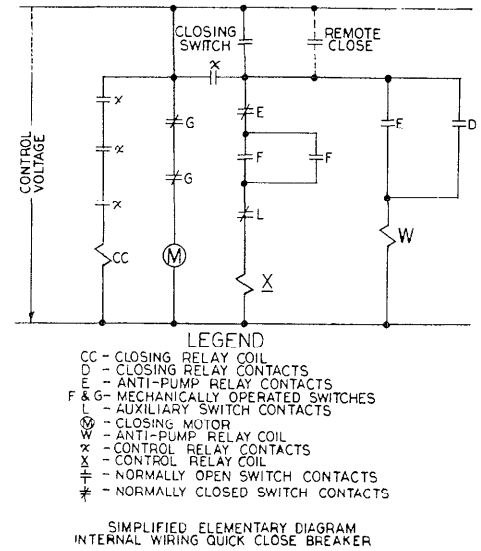 CLOSING
SWITCH
REMOTE
CLOSE
x
x
G
E
E
D
CONTROL
VOLTAGE
x
F
F
G
x
L
W
CC
M
X
LEGEND
CC - CLOSING RELAY COIL
D - CLOSING RELAY CONTACTS
E - ANTI-PUMP RELAY CONTACTS
F & G- MECHANICALLY OPERATED SWITCHES
L - AUXILIARY SWITCH CONTACTS
M - CLOSING MOTOR
W - ANTI-PUMP RELAY COIL
x - CONTROL RELAY CONTACTS
X - CONTROL RELAY COIL
- NORMALLY OPEN SWITCH CONTACTS
- NORMALLY CLOSED SWITCH CONTACTS
SIMPLIFIED ELEMENTARY DIAGRAM
INTERNAL WIRING QUICK CLOSE BREAKER